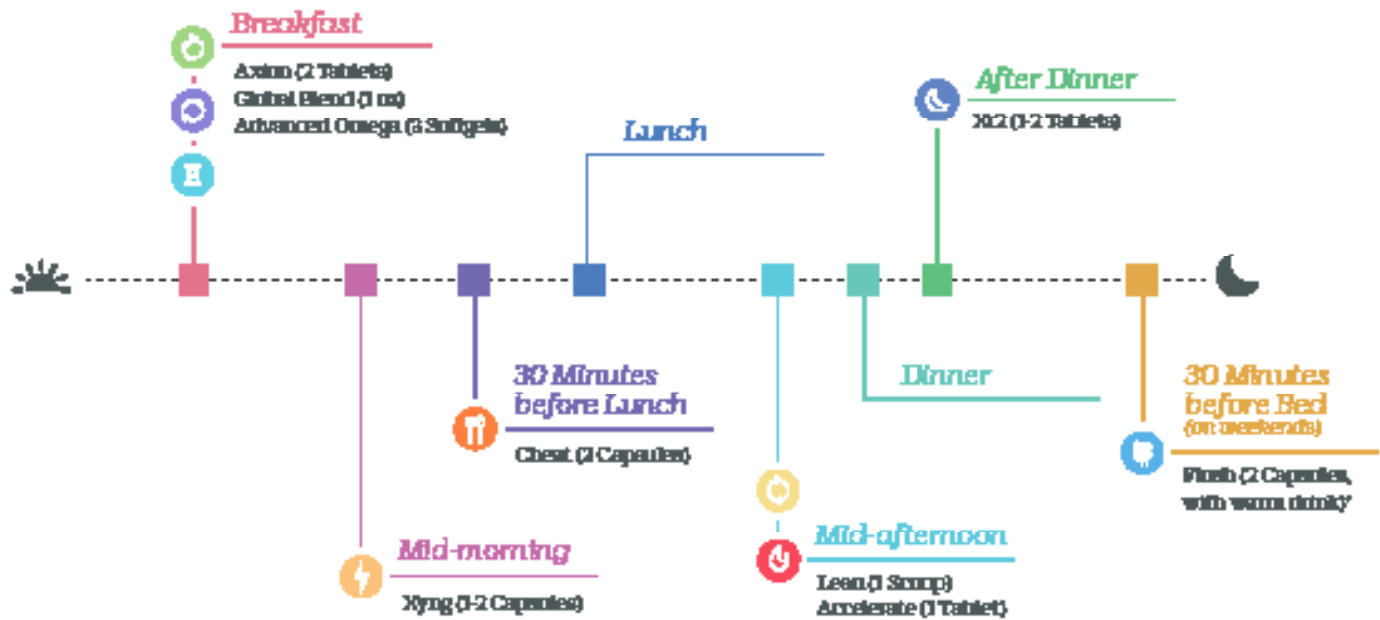 Breakfast
Axion (2 Tablets)
Global Blend (1 oz)
Advanced Omega (3 Softgels)
Lunch
After Dinner
Xr2 (1-2 Tablets)
30 Minutes
before Lunch
Cheat (2 Capsules)
Dinner
30 Minutes
before Bed
(on weekends)
Flush (2 Capsules,
with warm drink)
Mid-morning
Xyng (1-2 Capsules)
Mid-afternoon
Lean (1 Scoop)
Accelerate (1 Tablet)